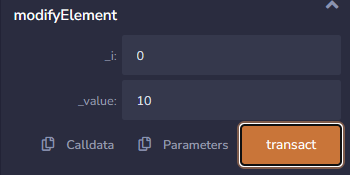 modifyElement
_i: 0
_value: 10
Calldata Parameters transact